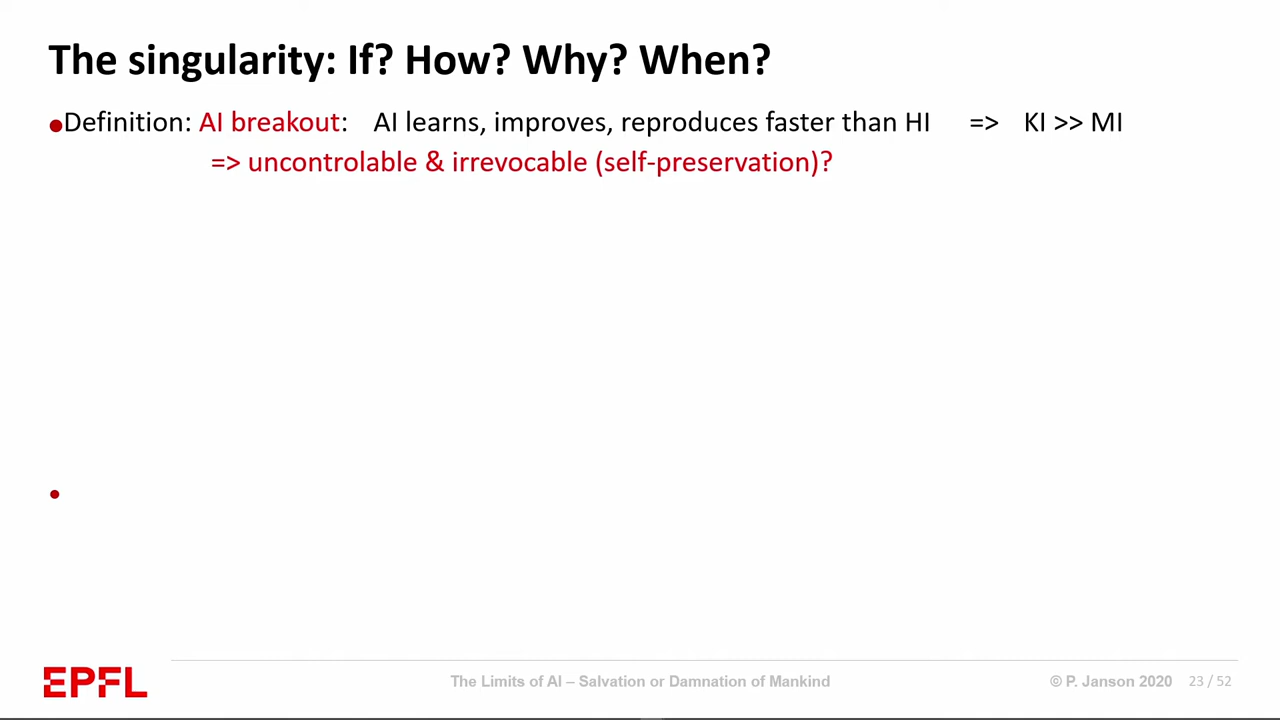 The singularity: If? How? Why? When?
•Definition: AI breakout: AI learns, improves, reproduces faster than HI => KI >> MI
=> uncontrolable & irrevocable (self-preservation)?
•
EPFL
The Limits of AI – Salvation or Damnation of Mankind
© P. Janson 2020 23 / 52